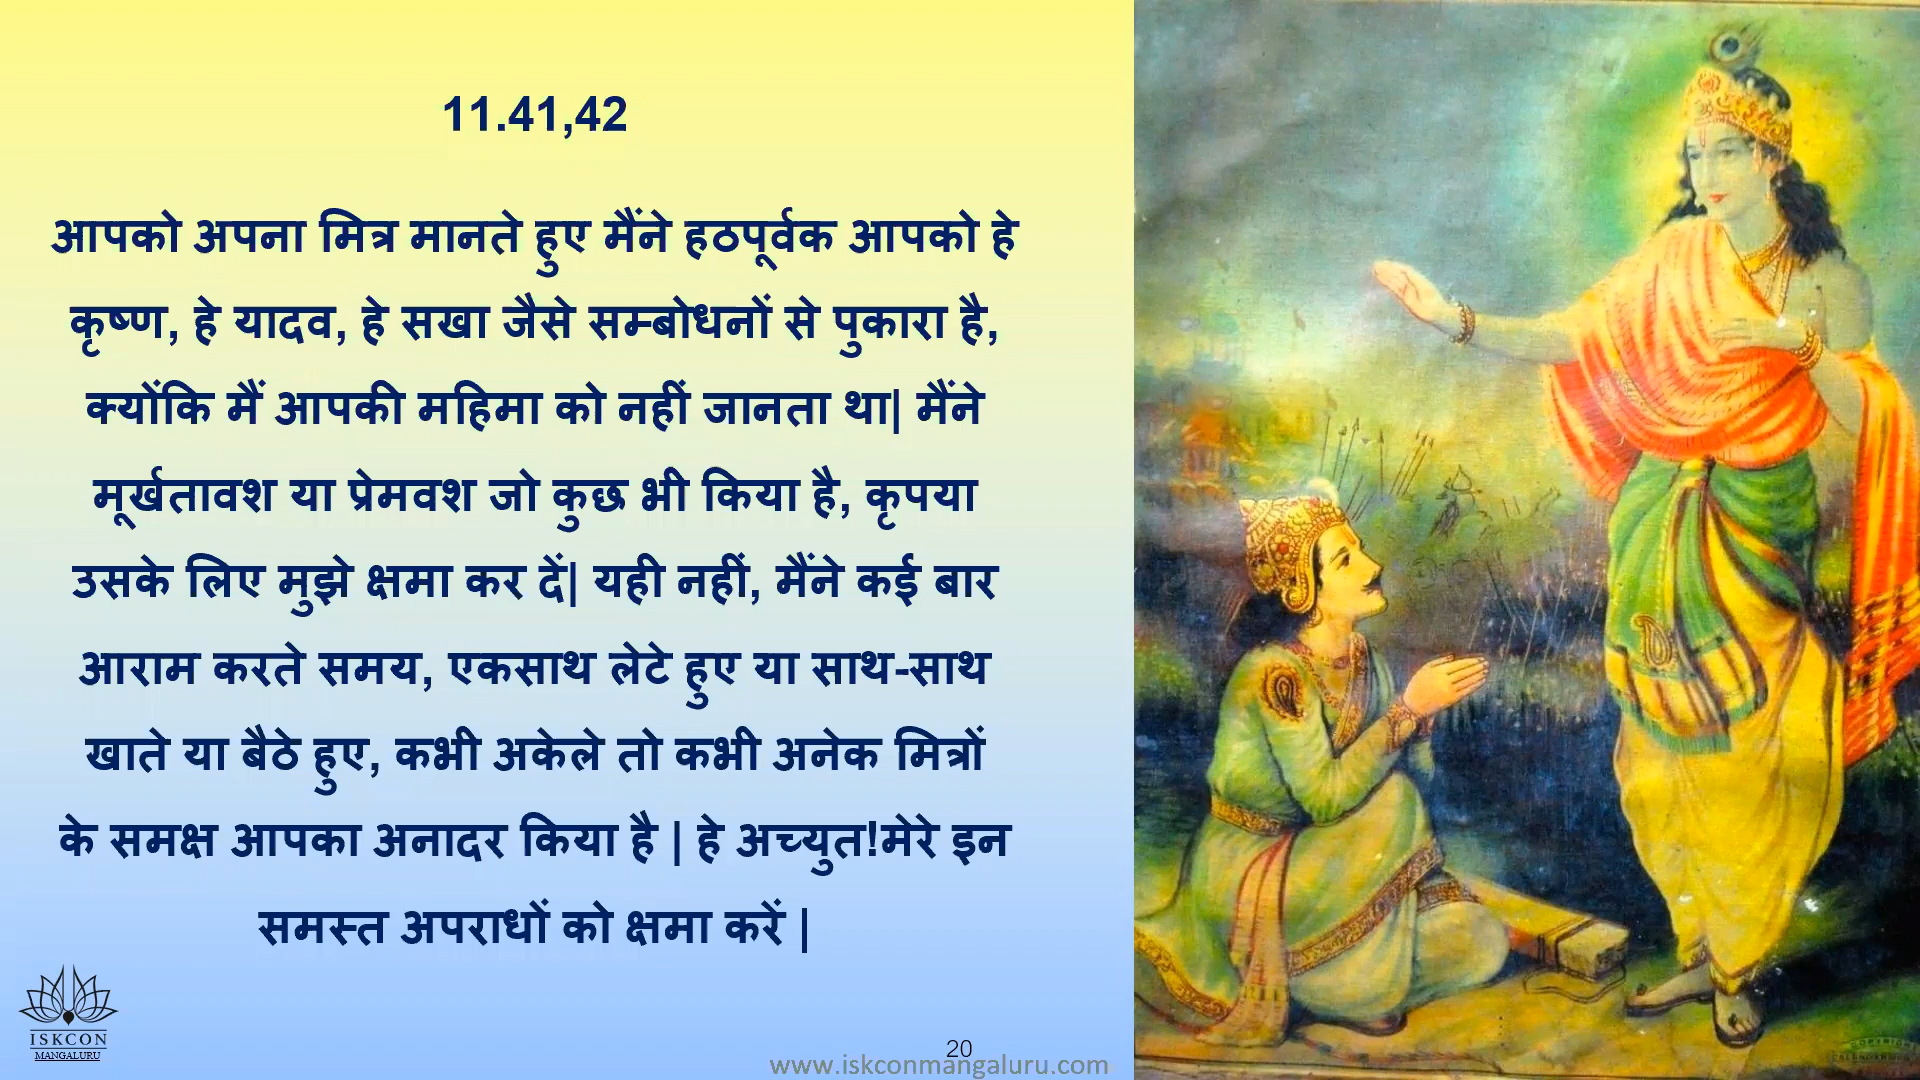 11.41,42
आपको अपना मित्र मानते हुए मैंने हठपूर्वक आपको हे
कृष्ण, हे यादव, हे सखा जैसे सम्बोधनों से पुकारा है,
क्योंकि मैं आपकी महिमा को नहीं जानता था| मैंने
मूर्खतावश या प्रेमवश जो कुछ भी किया है, कृपया
उसके लिए मुझे क्षमा कर दें| यही नहीं, मैंने कई बार
आराम करते समय, एकसाथ लेटे हुए या साथ-साथ
खाते या बैठे हुए, कभी अकेले तो कभी अनेक मित्रों
के समक्ष आपका अनादर किया है | हे अच्युत!मेरे इन
समस्त अपराधों को क्षमा करें |
ISKCON
MANGALURU
20
www.iskconmangaluru.com
COPYRIGHT